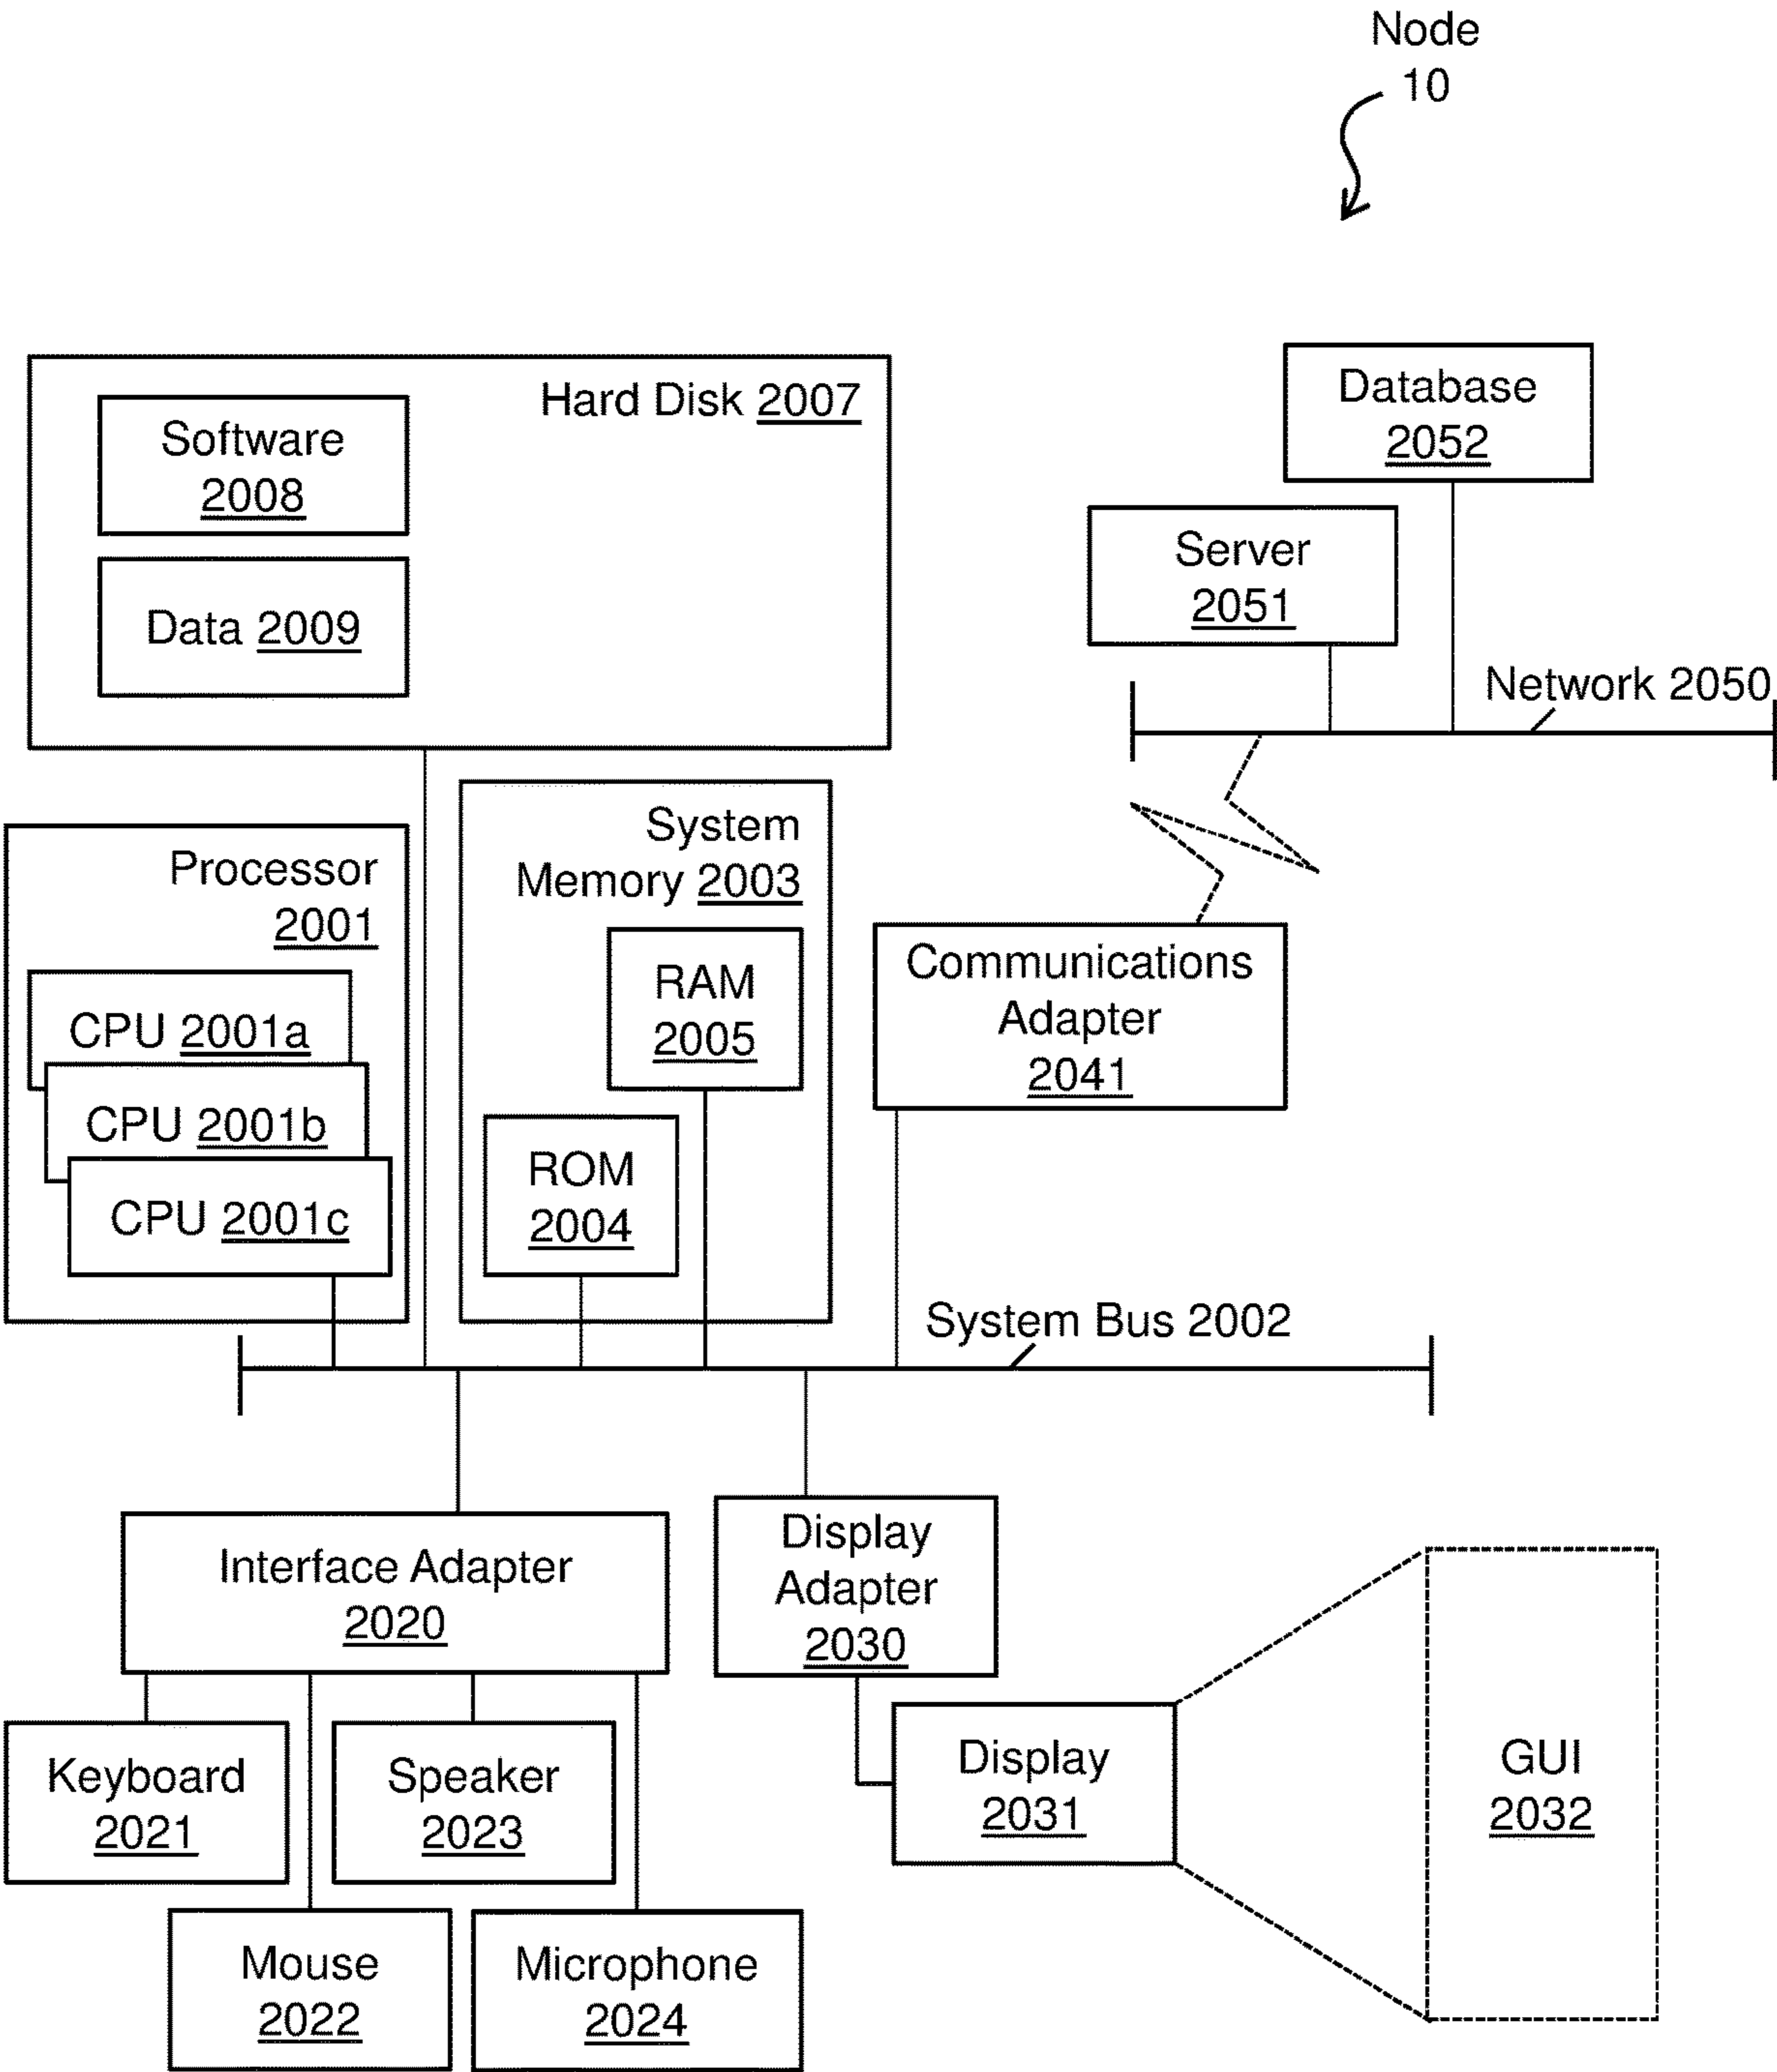 Node
10
Hard Disk 2007
Software
2008
Data 2009
Database
2052
Server
2051
Network 2050
Processor
2001
CPU 2001a
CPU 2001b
CPU 2001c
System
Memory 2003
RAM
2005
ROM
2004
Communications
Adapter
2041
System Bus 2002
Interface Adapter
2020
Display
Adapter
2030
Keyboard
2021
Speaker
2023
Mouse
2022
Microphone
2024
Display
2031
GUI
2032